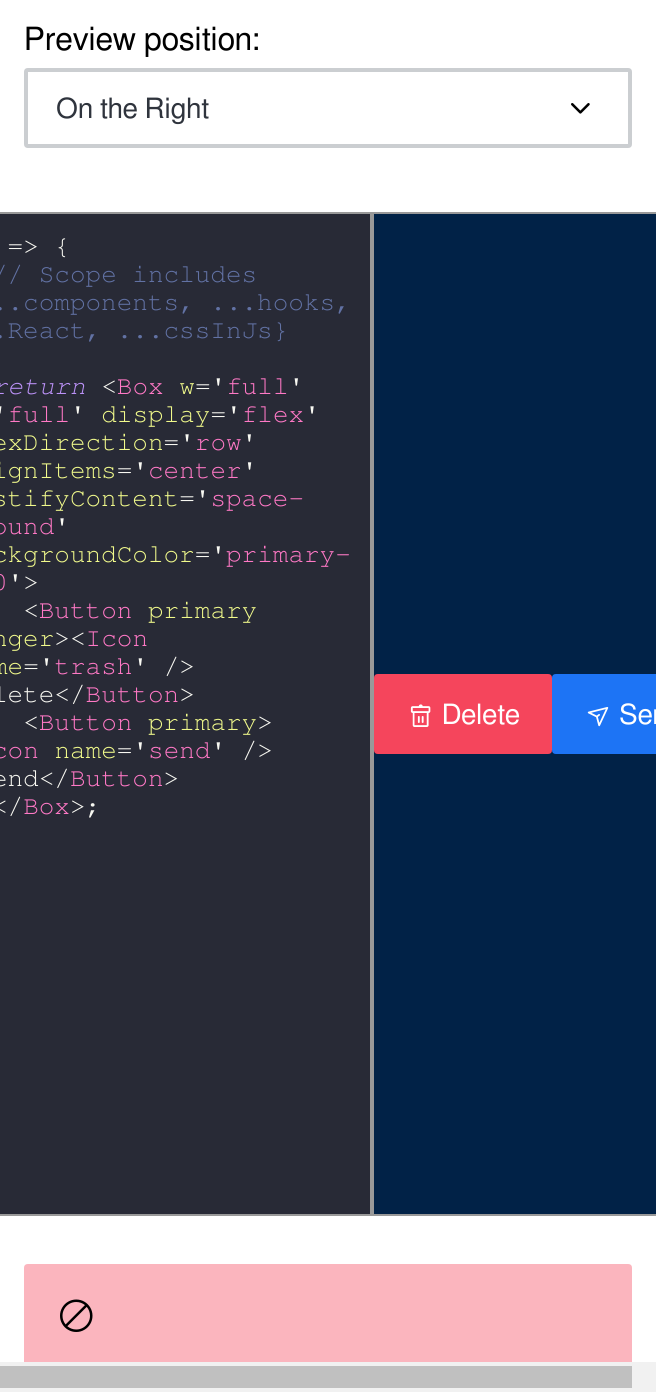 Preview position:
On the Right
=> {
// Scope includes
..components, ...hooks,
.React, ...cssInJs}
return <Box w='full'
'full' display='flex'
exDirection='row'
ignItems='center'
stifyContent='space-
ound'
ckgroundColor='primary-
0'>
<Button primary
nger><Icon
me='trash' />
lete</Button>
<Button primary>
con name='send' />
end</Button>
</Box>;
Delete
Se